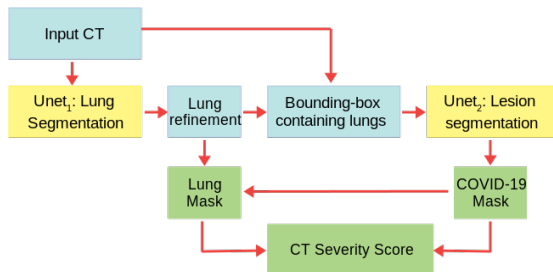 Input CT
Unet1: Lung
Segmentation
Lung
refinement
Bounding-box
containing lungs
Unet2: Lesion
segmentation
Lung
Mask
COVID-19
Mask
CT Severity Score